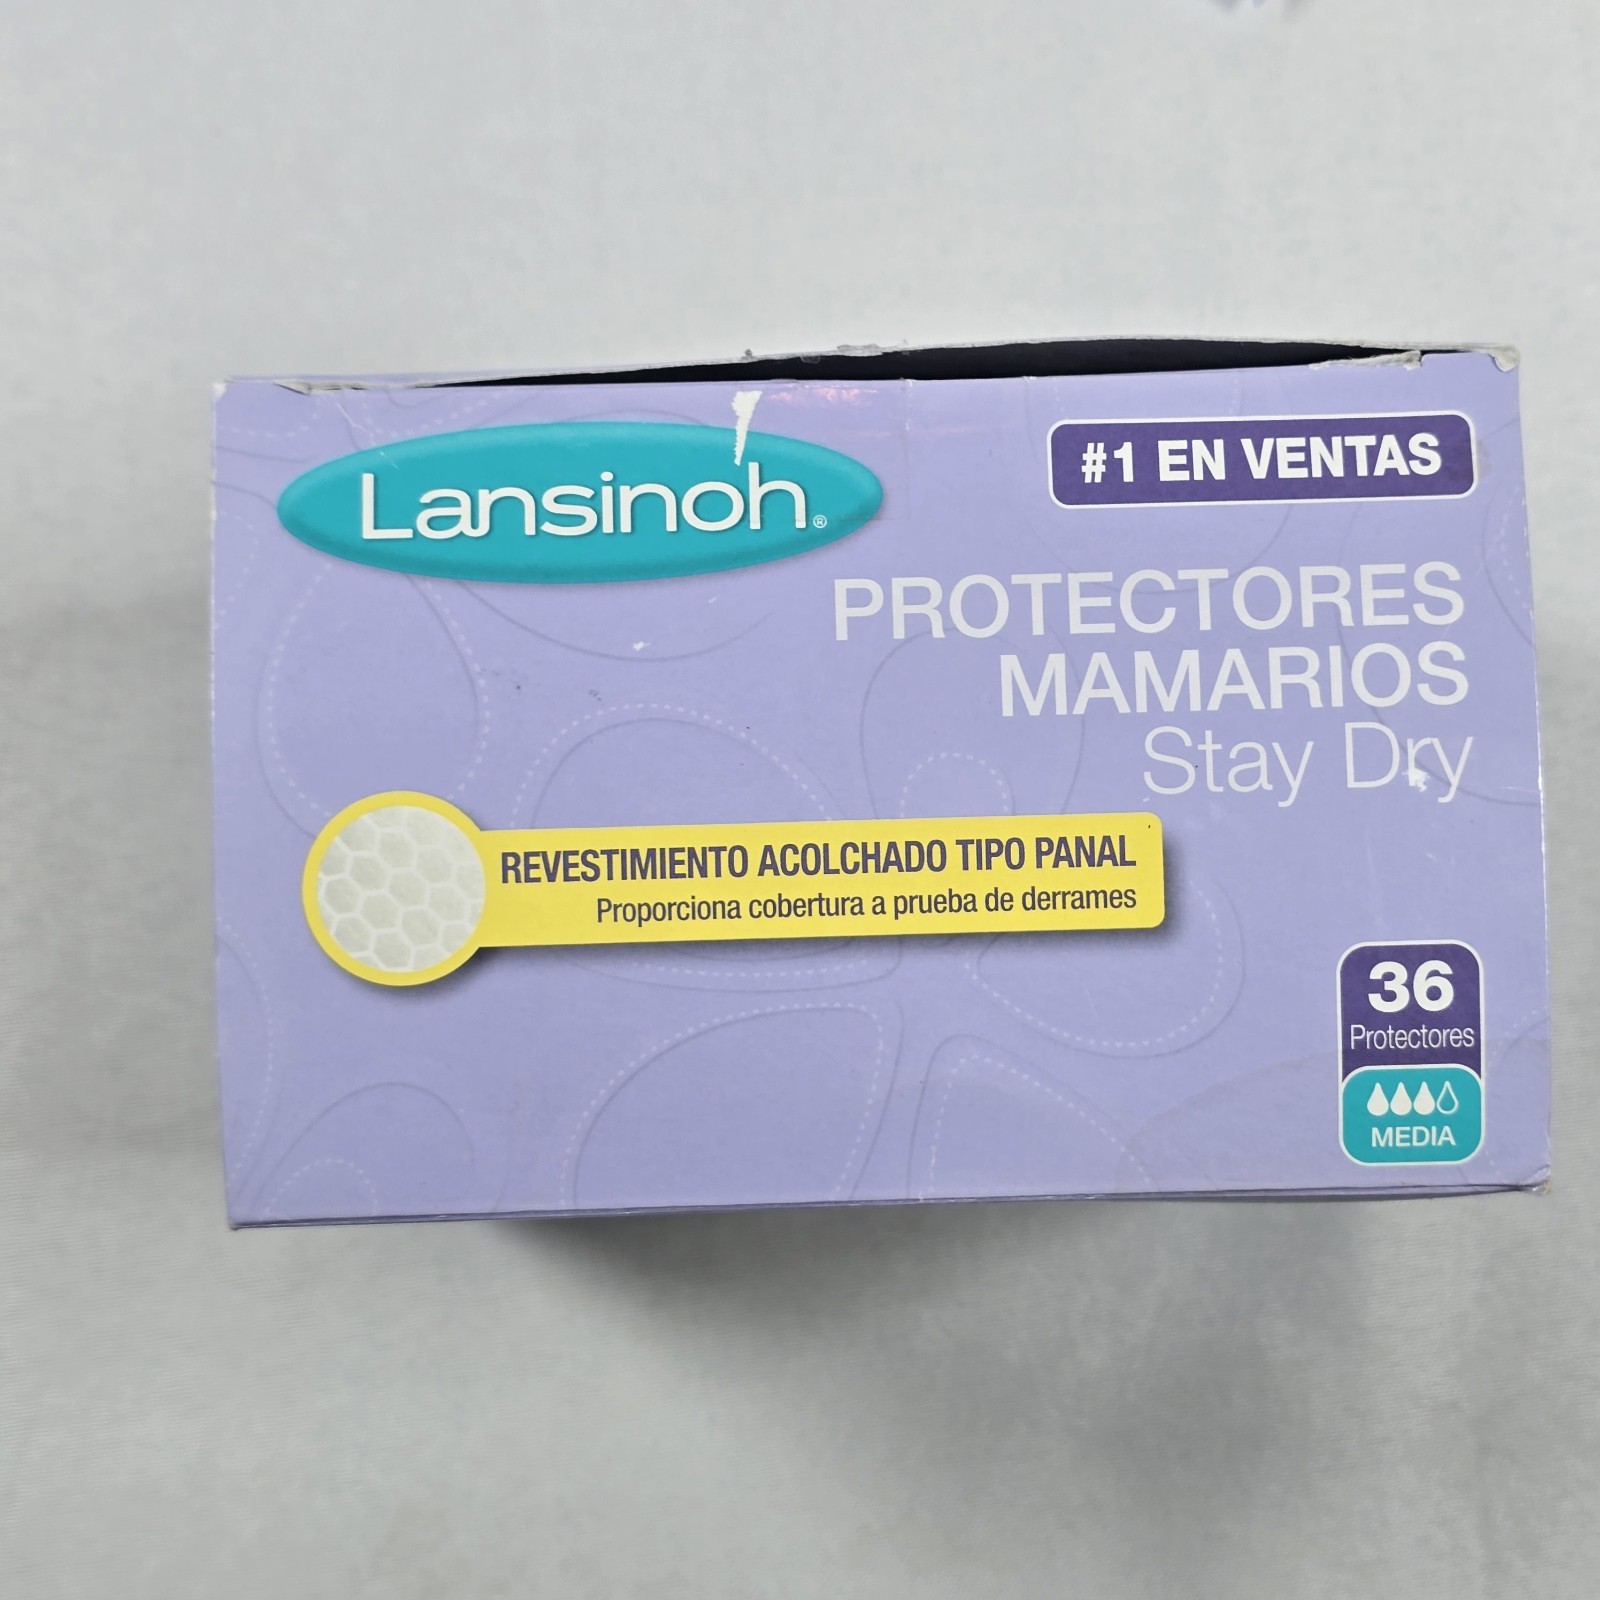 Lansinoh®
#1 EN VENTAS
PROTECTORES
MAMARIOS
Stay Dry
REVESTIMIENTO ACOLCHADO TIPO PANAL
Proporciona cobertura a prueba de derrames
36
Protectores
MEDIA